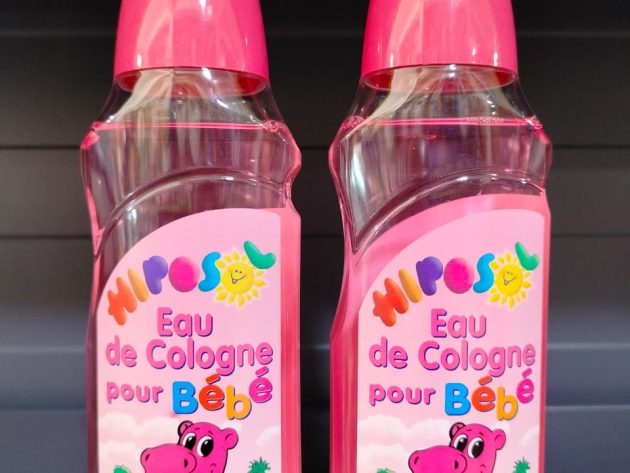 HIPOSOL
Eau
de Cologne
pour Bébé
HIPOSOL
Eau
de Cologne
pour Bébé